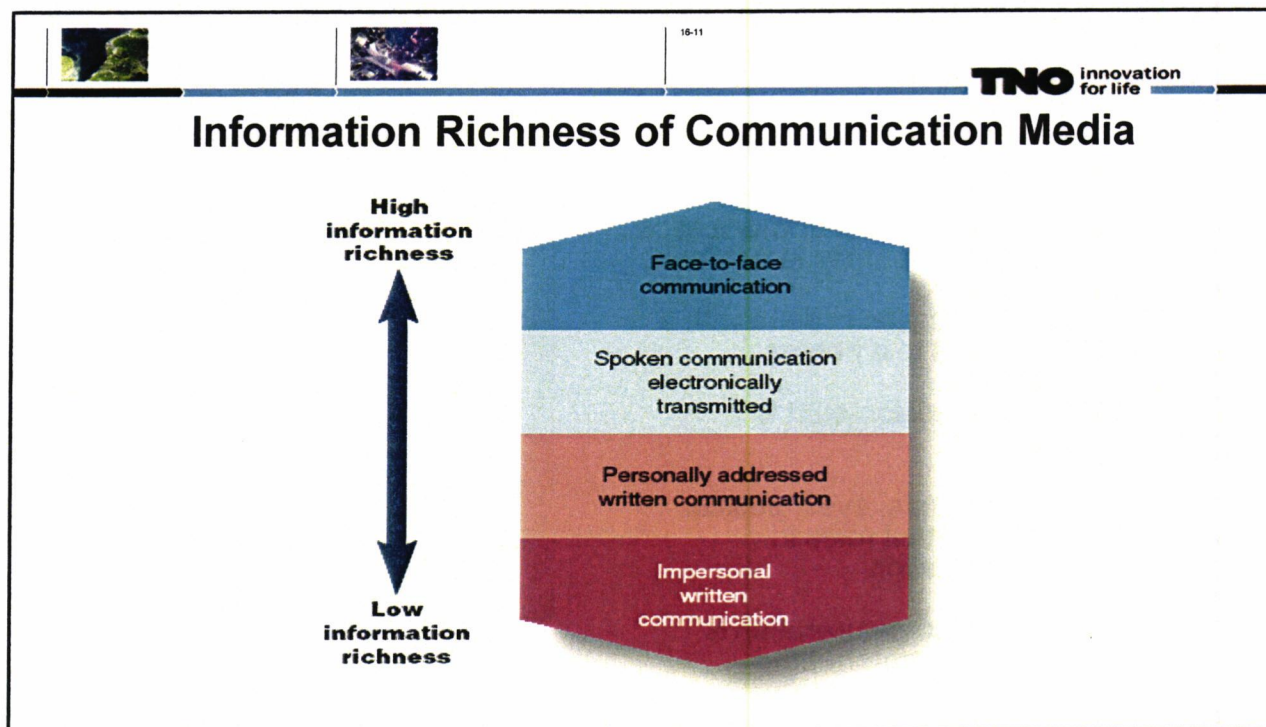 16-11
TNO innovation
for life
Information Richness of Communication Media
High
information
richness
Face-to-face
communication
Spoken communication
electronically
transmitted
Personally addressed
written communication
Impersonal
written
communication
Low
information
richness